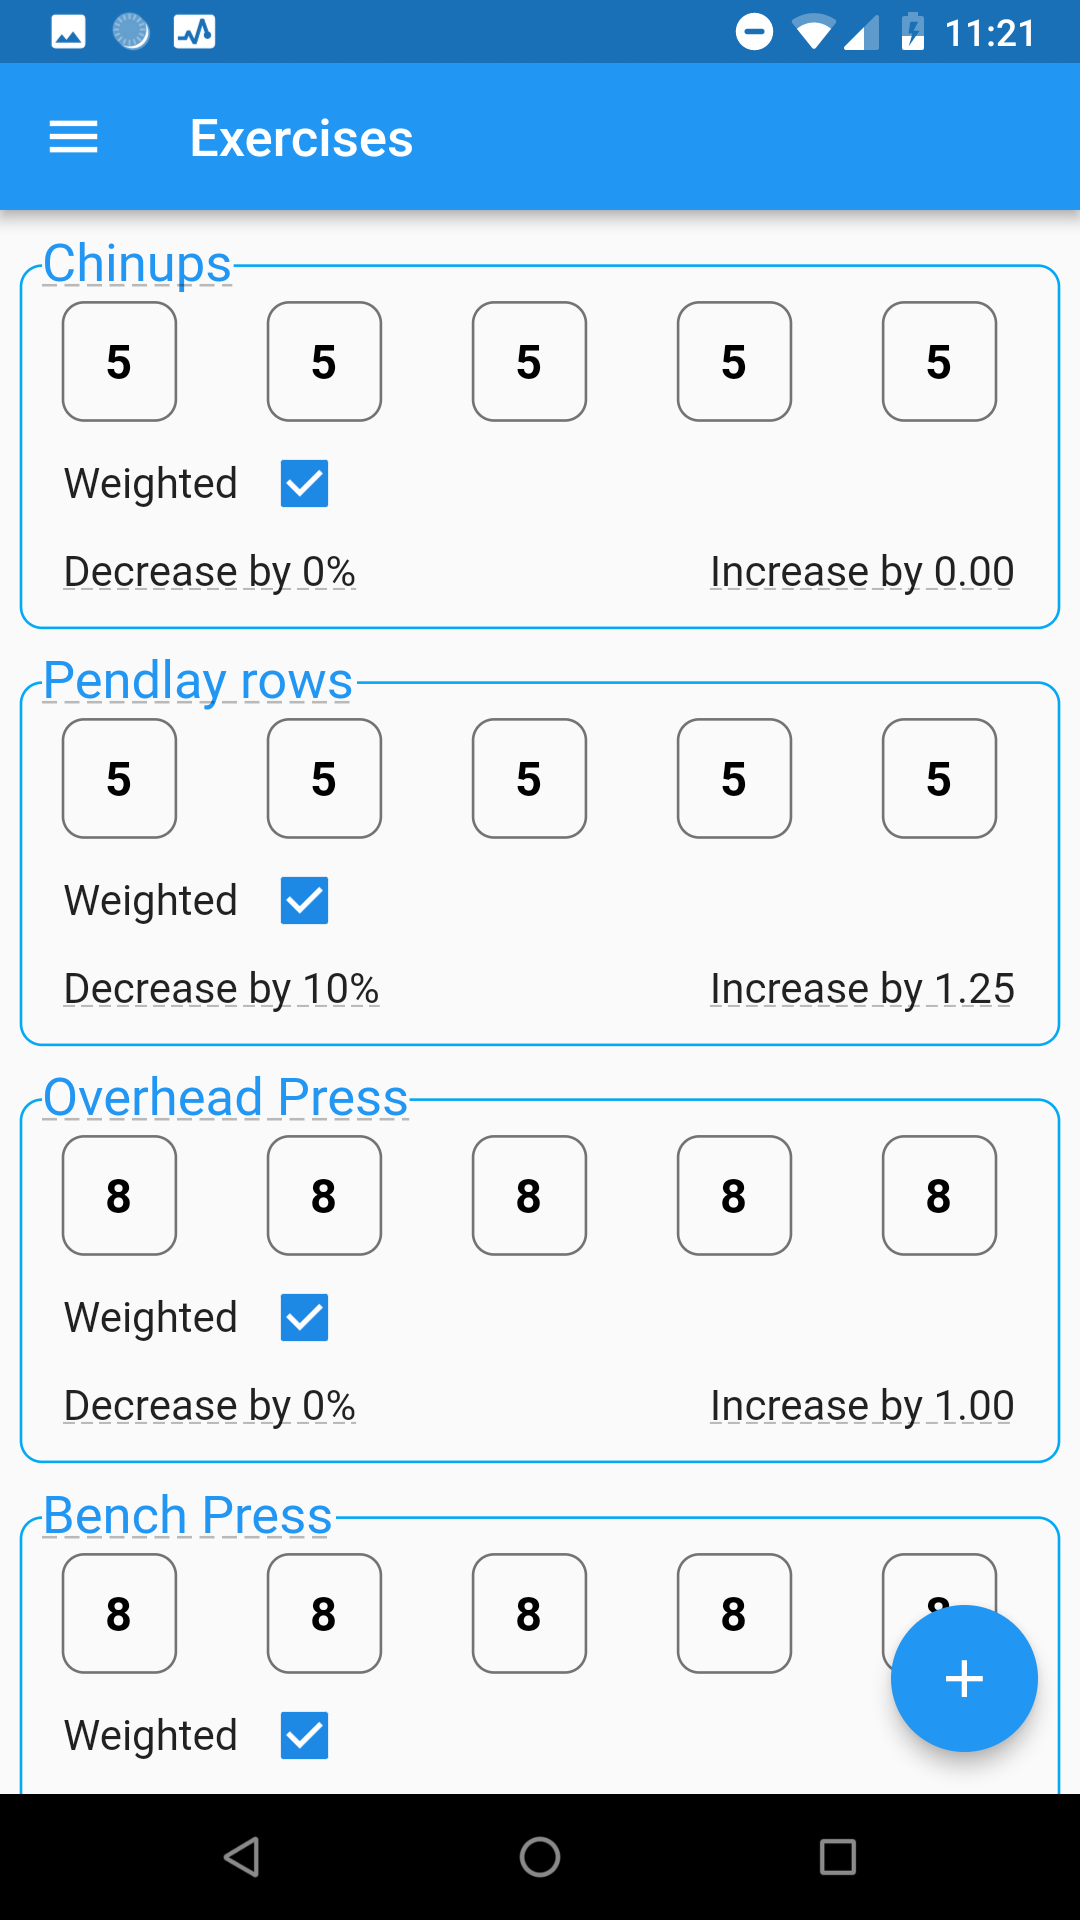 11:21
Exercises
Chinups
5 5 5 5 5
Weighted
Decrease by 0% Increase by 0.00
Pendlay rows
5 5 5 5 5
Weighted
Decrease by 10% Increase by 1.25
Overhead Press
8 8 8 8 8
Weighted
Decrease by 0% Increase by 1.00
Bench Press
8 8 8 8
Weighted